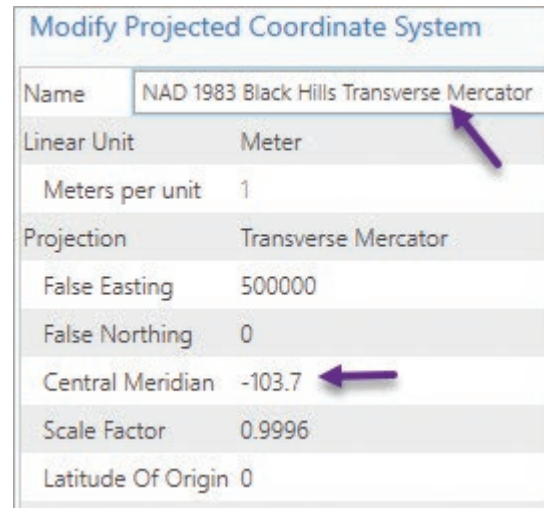 Modify Projected Coordinate System
Name NAD 1983 Black Hills Transverse Mercator
Linear Unit Meter
Meters per unit 1
Projection Transverse Mercator
False Easting 500000
False Northing 0
Central Meridian -103.7
Scale Factor 0.9996
Latitude Of Origin 0